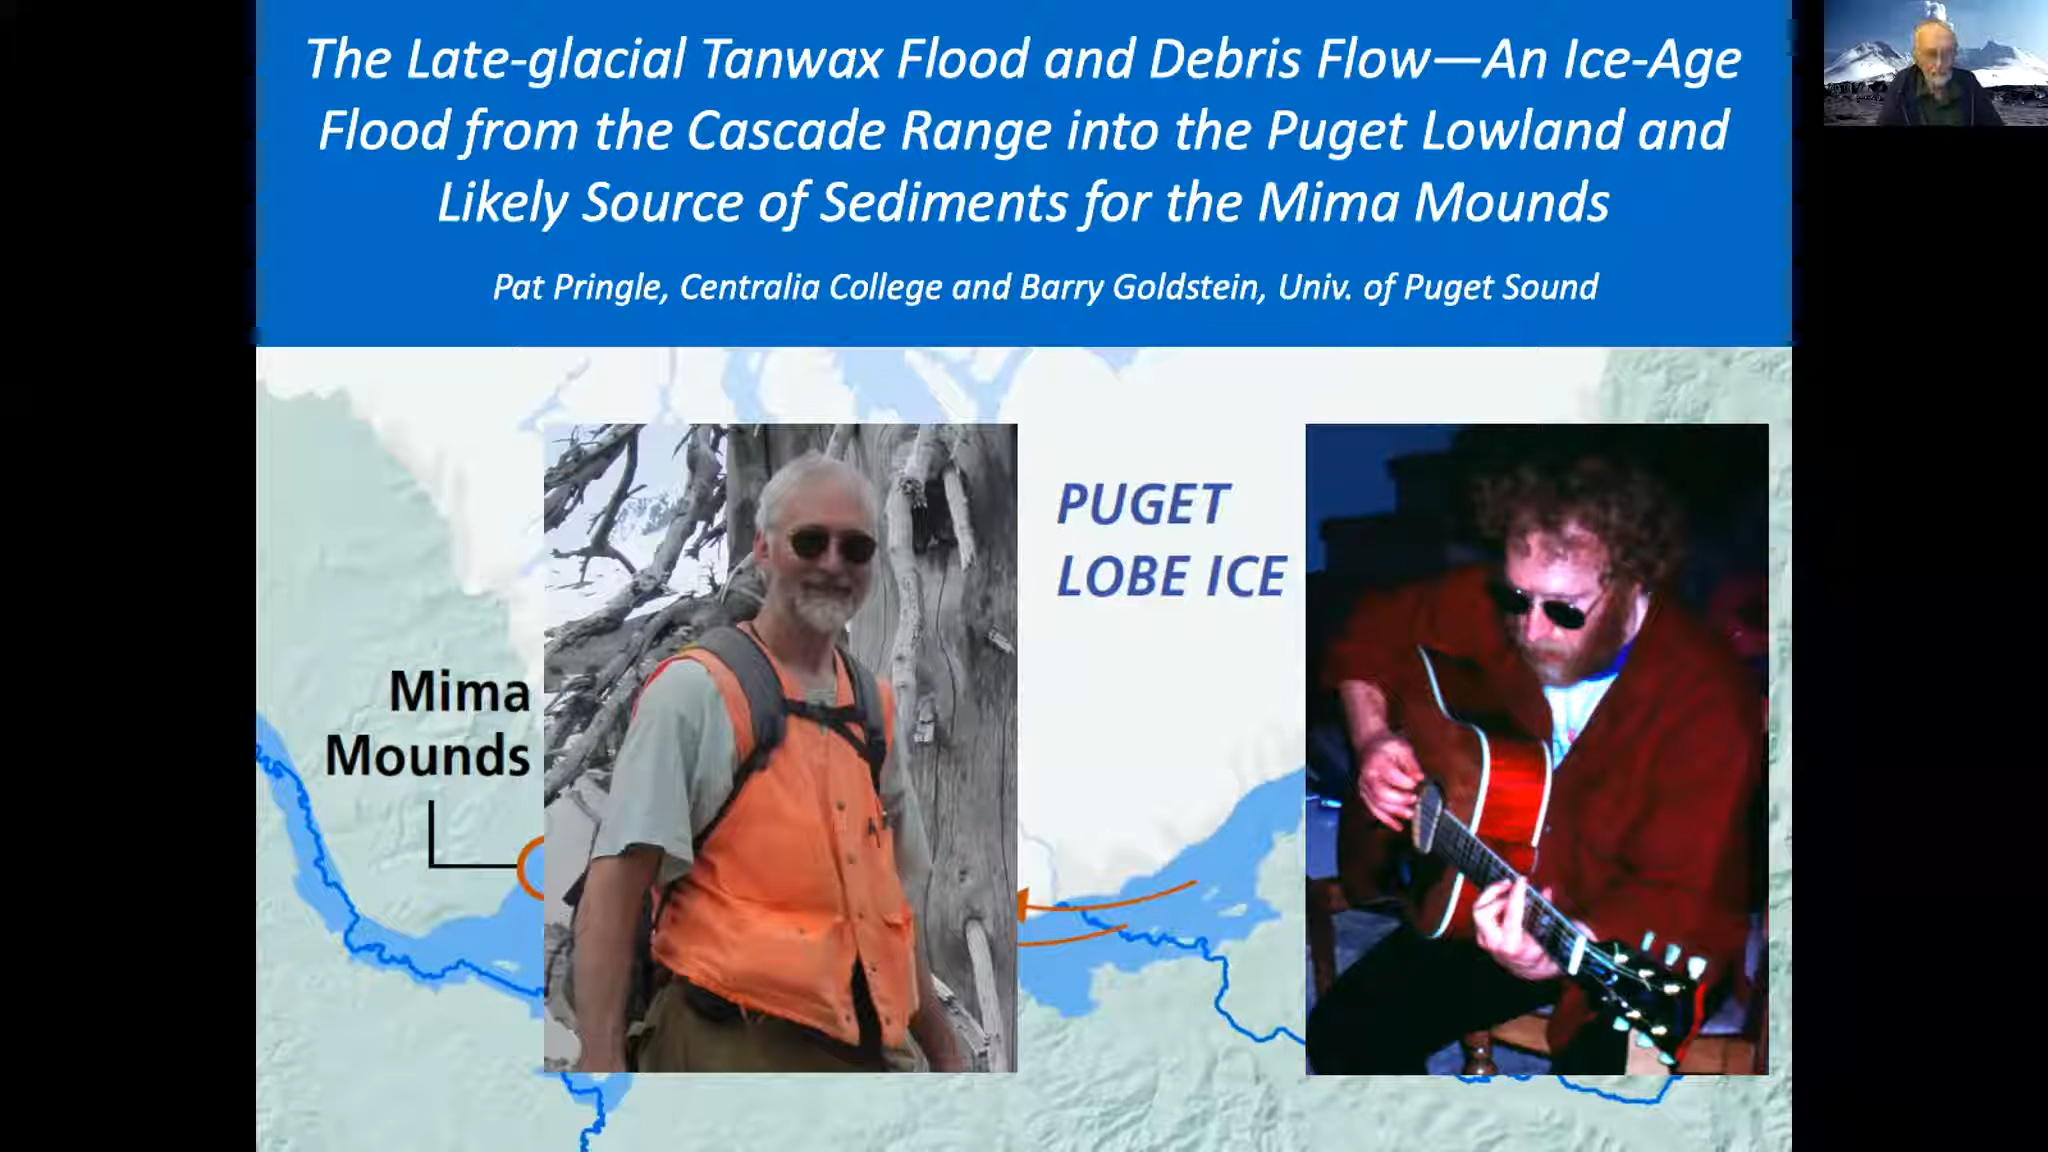 The Late-glacial Tanwax Flood and Debris Flow—An Ice-Age
Flood from the Cascade Range into the Puget Lowland and
Likely Source of Sediments for the Mima Mounds
Pat Pringle, Centralia College and Barry Goldstein, Univ. of Puget Sound
PUGET
LOBE ICE
Mima
Mounds